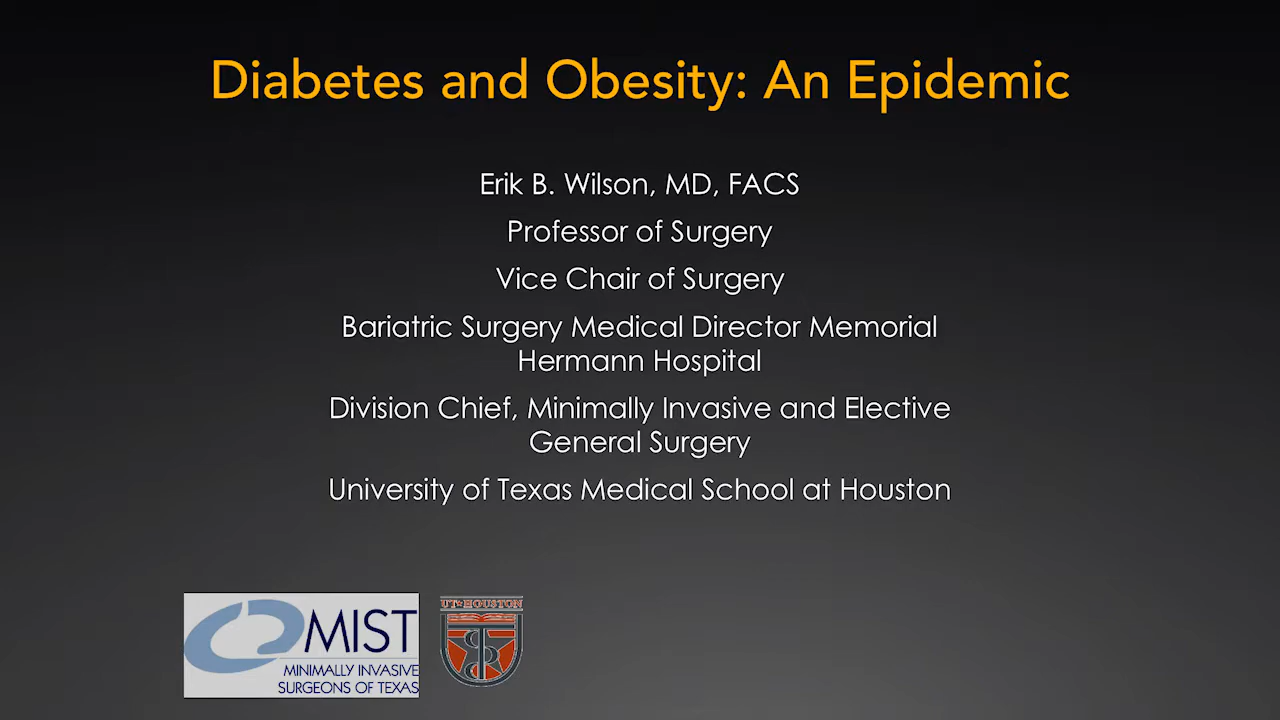 Diabetes and Obesity: An Epidemic
Erik B. Wilson, MD, FACS
Professor of Surgery
Vice Chair of Surgery
Bariatric Surgery Medical Director Memorial
Hermann Hospital
Division Chief, Minimally Invasive and Elective
General Surgery
University of Texas Medical School at Houston
MIST
MINIMALLY INVASIVE
SURGEONS OF TEXAS
UT★HOUSTON